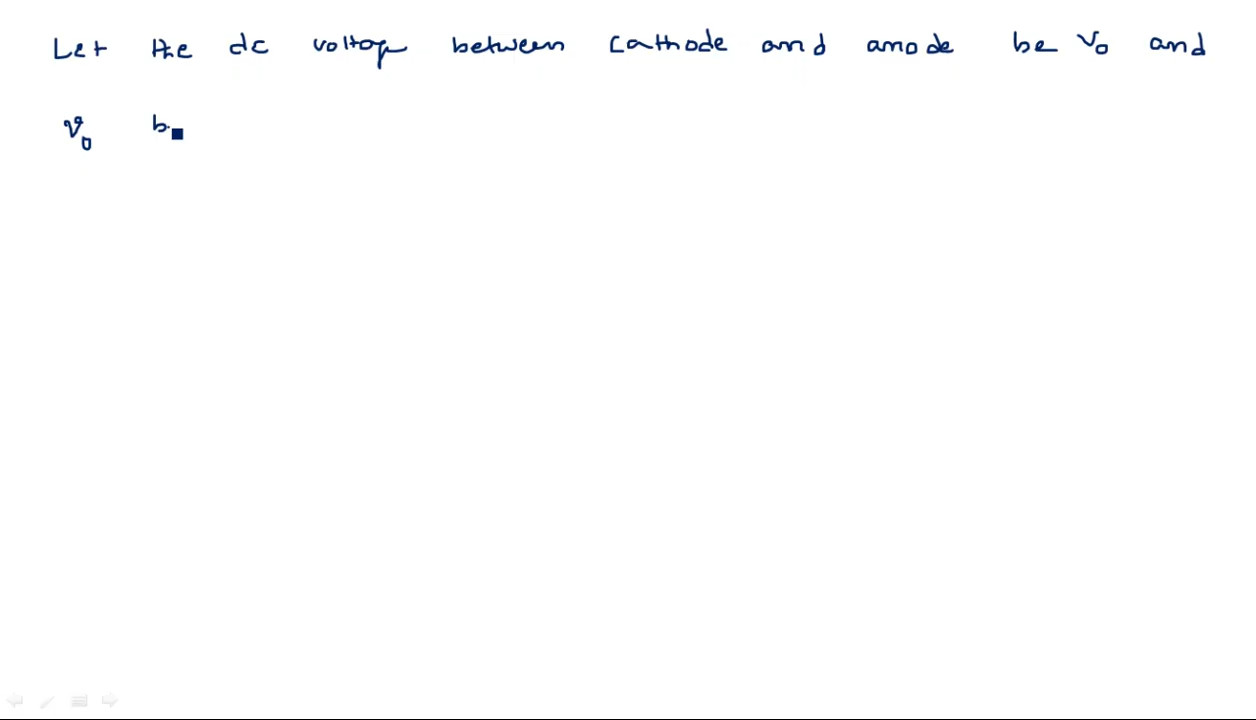 Let the dc voltage between cathode and anode be V₀ and
v₀ b